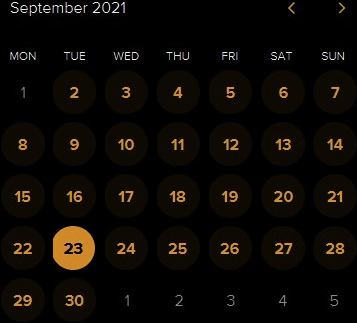 September 2021 < >
MON TUE WED THU FRI SAT SUN
1 2 3 4 5 6 7
8 9 10 11 12 13 14
15 16 17 18 19 20 21
22 23 24 25 26 27 28
29 30 1 2 3 4 5